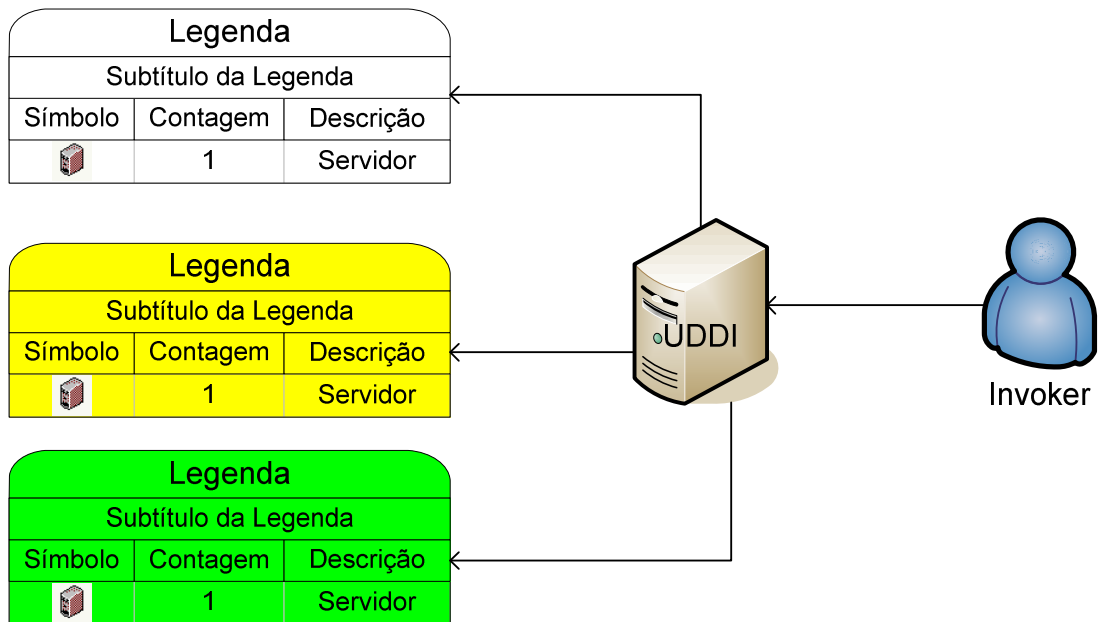 Legenda
Subtítulo da Legenda
Símbolo Contagem Descrição
1 Servidor
Legenda
Subtítulo da Legenda
Símbolo Contagem Descrição
1 Servidor
Legenda
Subtítulo da Legenda
Símbolo Contagem Descrição
1 Servidor
UDDI
Invoker